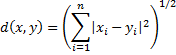 d(x, y) = (∑_{i=1}^{n} |x_i − y_i|^2)^{1/2}